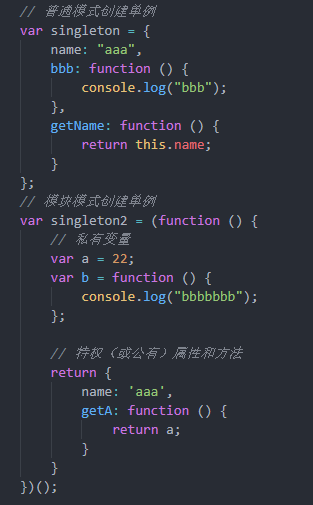 // 普通模式创建单例
var singleton = {
    name: "aaa",
    bbb: function () {
        console.log("bbb");
    },
    getName: function () {
        return this.name;
    }
};
// 模块模式创建单例
var singleton2 = (function () {
    // 私有变量
    var a = 22;
    var b = function () {
        console.log("bbbbbbb");
    };

    // 特权（或公有）属性和方法
    return {
        name: 'aaa',
        getA: function () {
            return a;
        }
    }
})();